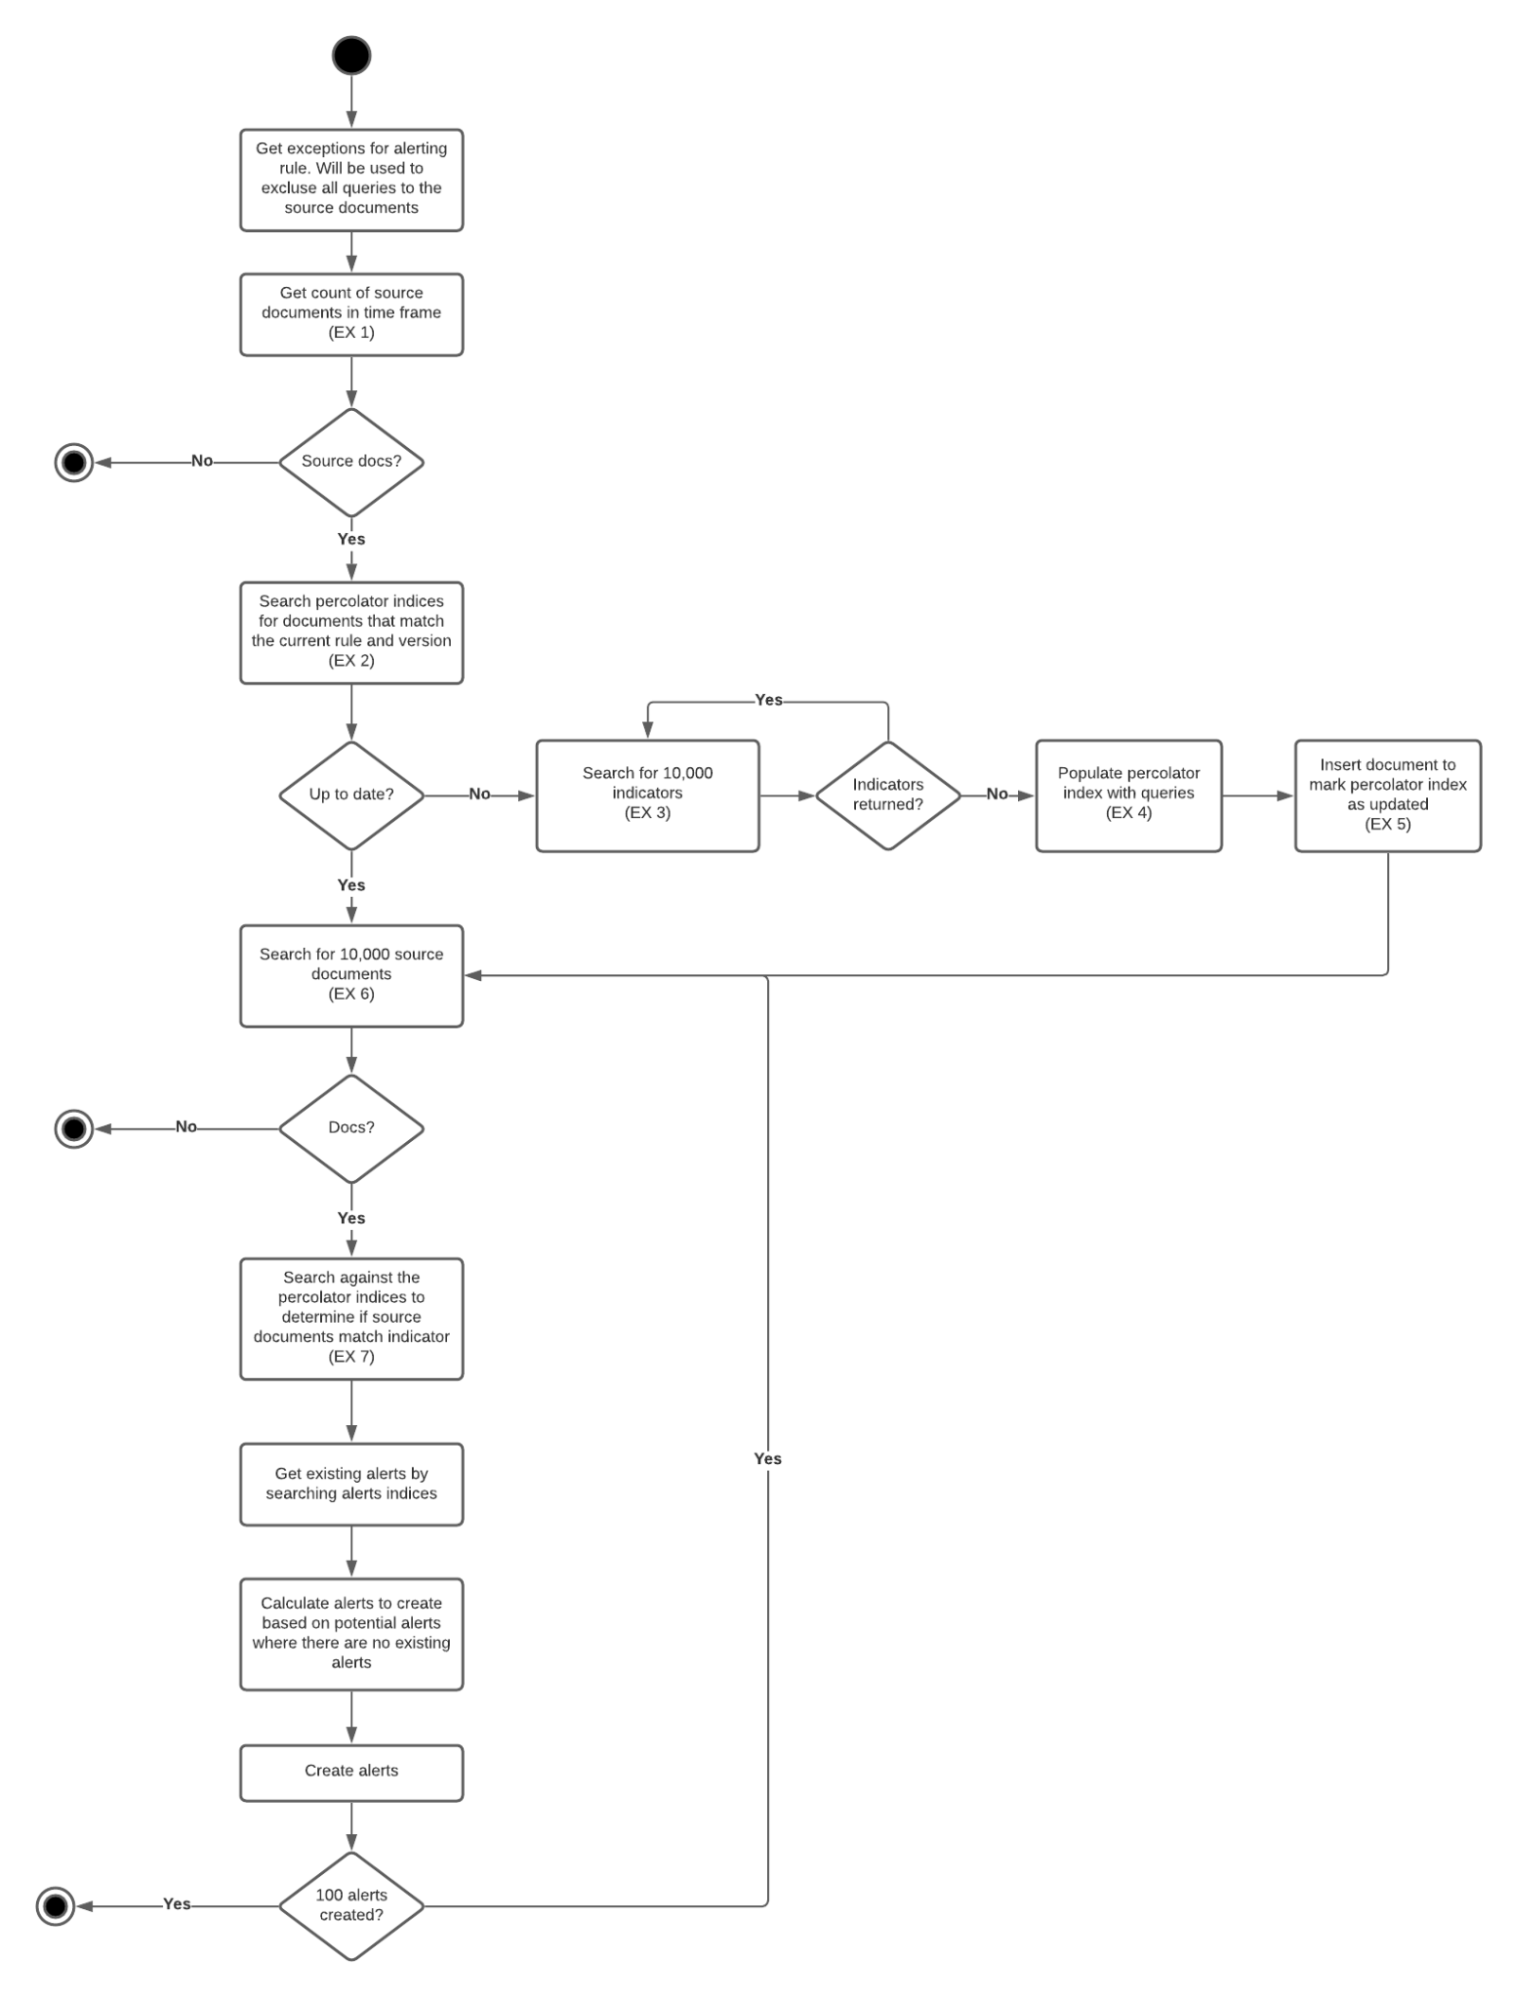 Get exceptions for alerting
rule. Will be used to
excluse all queries to the
source documents
Get count of source
documents in time frame
(EX 1)
Source docs?
No
Yes
Search percolator indices
for documents that match
the current rule and version
(EX 2)
Up to date?
No
Yes
Search for 10,000
indicators
(EX 3)
Indicators
returned?
No
Populate percolator
index with queries
(EX 4)
Insert document to
mark percolator index
as updated
(EX 5)
Yes
Search for 10,000 source
documents
(EX 6)
Docs?
No
Yes
Search against the
percolator indices to
determine if source
documents match indicator
(EX 7)
Get existing alerts by
searching alerts indices
Yes
Calculate alerts to create
based on potential alerts
where there are no existing
alerts
Create alerts
100 alerts
created?
Yes